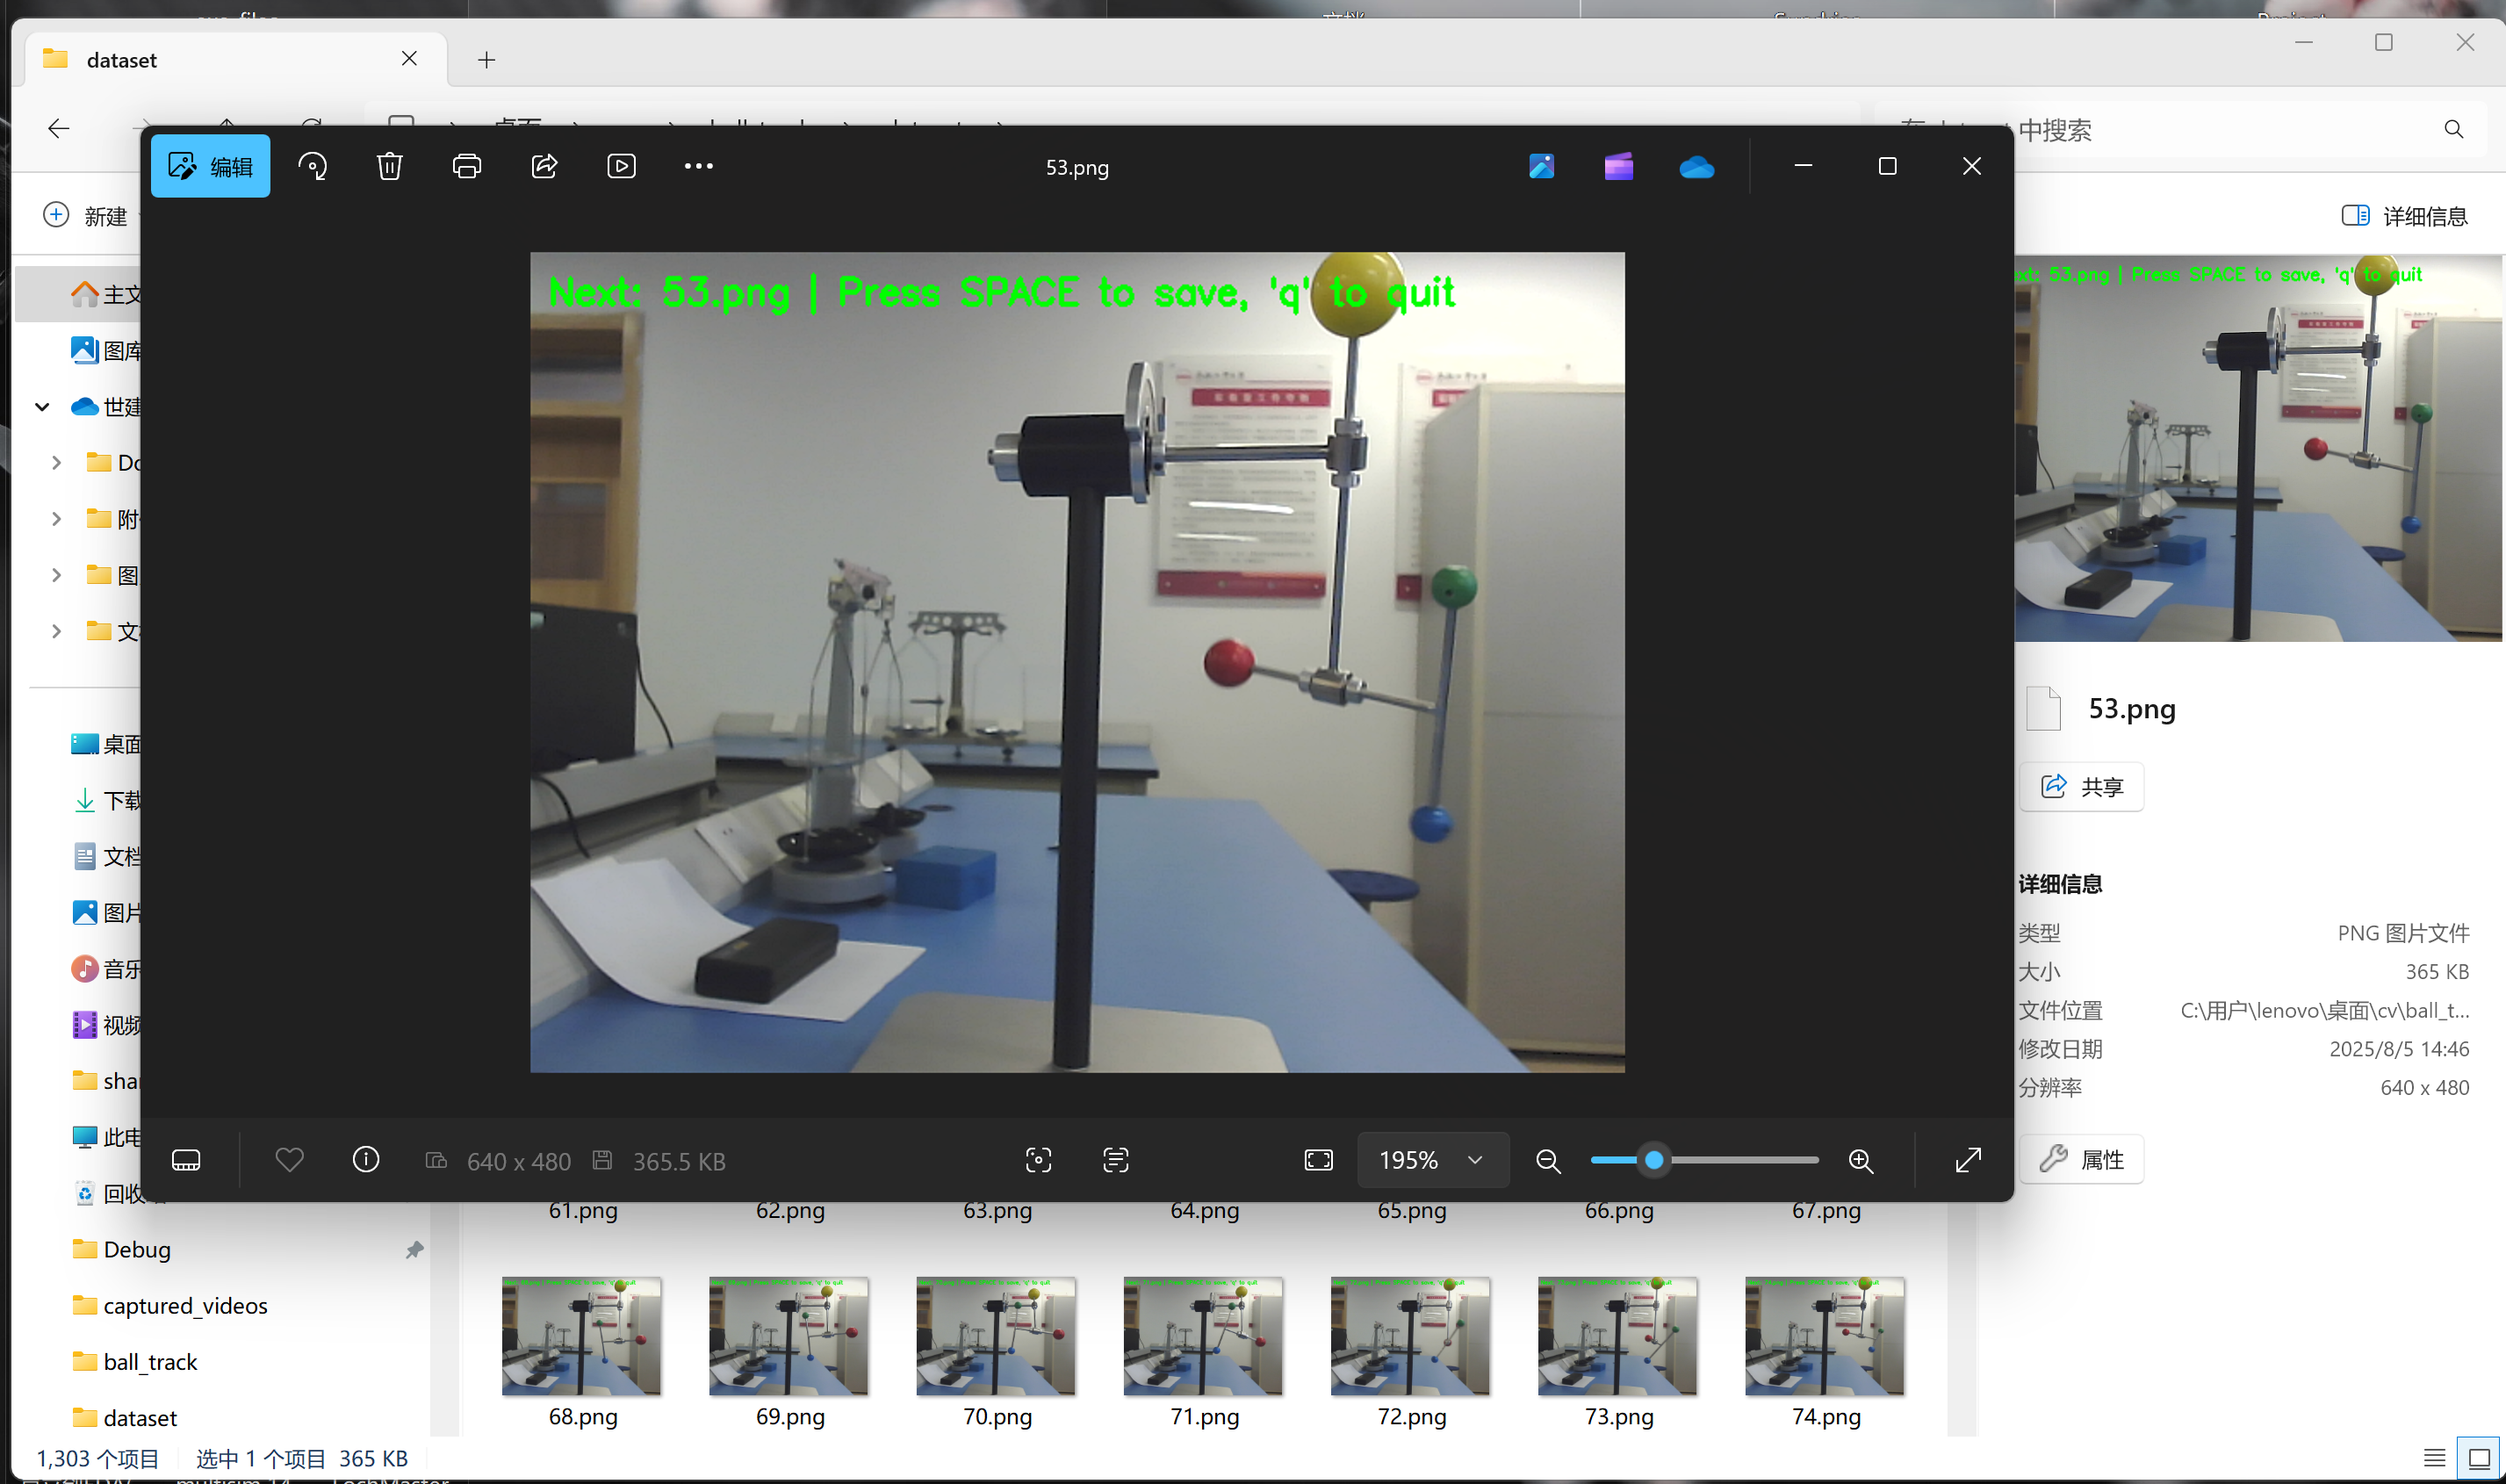 dataset
中搜索
新建
详细信息
编辑
53.png
Next: 53.png | Press SPACE to save, 'q' to quit
主文
图库
世建
Do
附
图
文
桌面
下载
文档
图片
音乐
视频
shar
此电
回收
Debug
captured_videos
ball_track
dataset
640 x 480
365.5 KB
195%
61.png 62.png 63.png 64.png 65.png 66.png 67.png
68.png 69.png 70.png 71.png 72.png 73.png 74.png
1,303 个项目 选中 1 个项目 365 KB
xt: 53.png | Press SPACE to save, 'q' to quit
53.png
共享
详细信息
类型 PNG 图片文件
大小 365 KB
文件位置 C:\用户\lenovo\桌面\cv\ball_t...
修改日期 2025/8/5 14:46
分辨率 640 x 480
属性